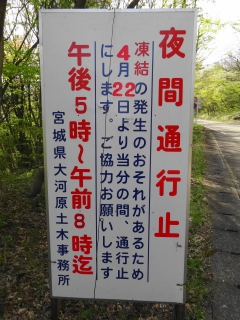 夜間通行止
凍結の発生のおそれがあるため
4月22日より当分の間、通行止
にします。ご協力お願いします
午後5時〜午前8時迄
宮城県大河原土木事務所